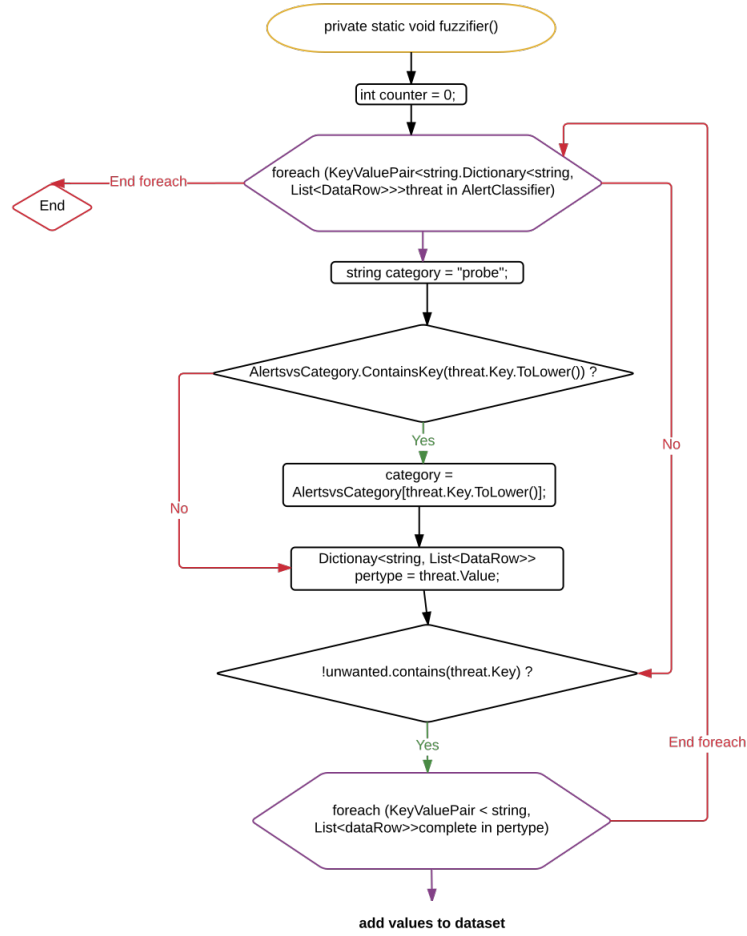 private static void fuzzifier()
int counter = 0;
foreach (KeyValuePair<string.Dictionary<string,
List<DataRow>>>threat in AlertClassifier)
End foreach
End
string category = "probe";
AlertsvsCategory.ContainsKey(threat.Key.ToLower()) ?
No
Yes
category =
AlertsvsCategory[threat.Key.ToLower()];
No
Dictionay<string, List<DataRow>>
pertype = threat.Value;
!unwanted.contains(threat.Key) ?
Yes
End foreach
foreach (KeyValuePair < string,
List<dataRow>>complete in pertype)
add values to dataset